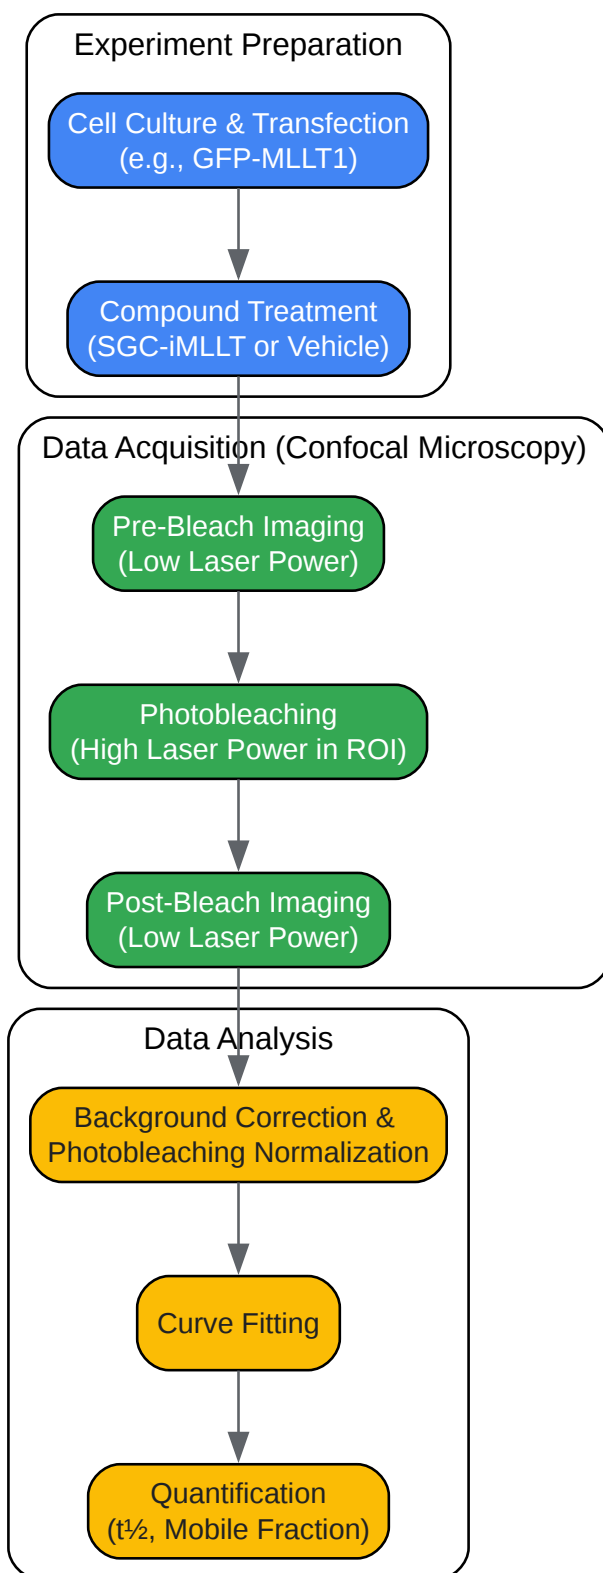 Experiment Preparation
Cell Culture & Transfection
(e.g., GFP-MLLT1)
Compound Treatment
(SGC-iMLLT or Vehicle)
Data Acquisition (Confocal Microscopy)
Pre-Bleach Imaging
(Low Laser Power)
Photobleaching
(High Laser Power in ROI)
Post-Bleach Imaging
(Low Laser Power)
Data Analysis
Background Correction &
Photobleaching Normalization
Curve Fitting
Quantification
(t½, Mobile Fraction)